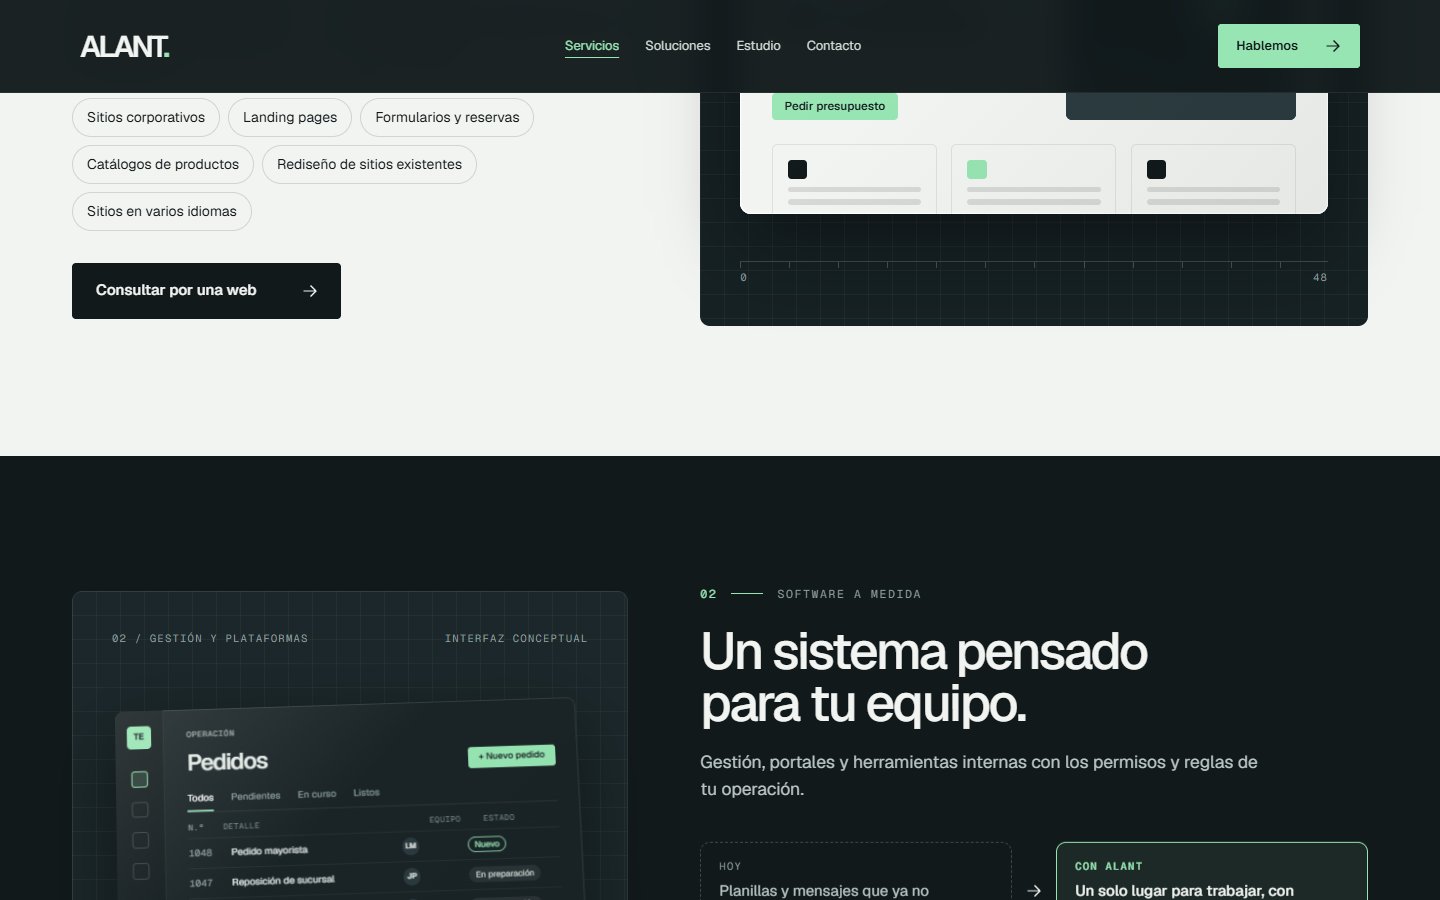 ALANT.
Servicios
Soluciones
Estudio
Contacto
Hablemos
Sitios corporativos
Landing pages
Formularios y reservas
Catálogos de productos
Rediseño de sitios existentes
Sitios en varios idiomas
Consultar por una web
Pedir presupuesto
0
48
02 / GESTIÓN Y PLATAFORMAS
INTERFAZ CONCEPTUAL
TE
OPERACIÓN
Pedidos
+ Nuevo pedido
Todos
Pendientes
En curso
Listos
N.º
DETALLE
EQUIPO
ESTADO
1048
Pedido mayorista
LM
Nuevo
1047
Reposición de sucursal
JP
En preparación
02
SOFTWARE A MEDIDA
Un sistema pensado
para tu equipo.
Gestión, portales y herramientas internas con los permisos y reglas de
tu operación.
HOY
Planillas y mensajes que ya no
CON ALANT
Un solo lugar para trabajar, con